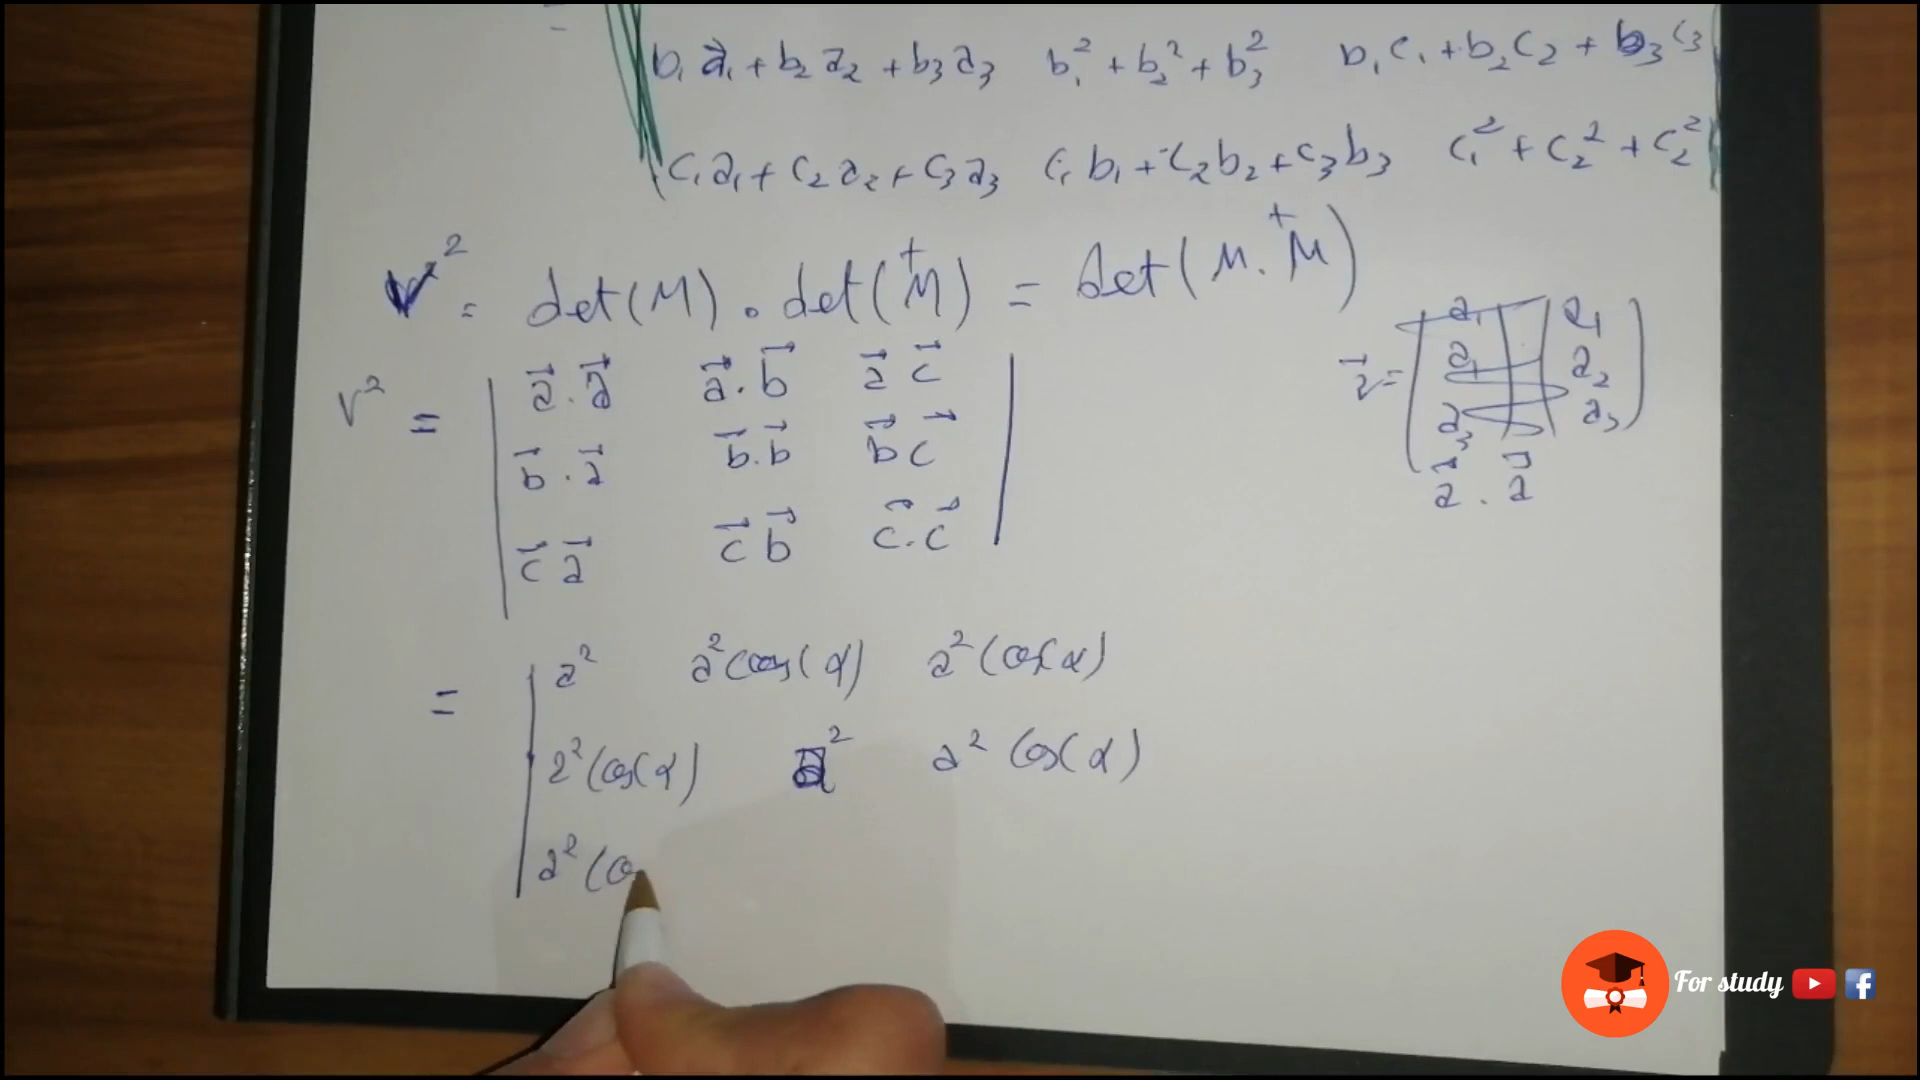 b₁a₁ + b₂a₂ + b₃a₃ b₁² + b₂² + b₃² b₁c₁ + b₂c₂ + b₃c₃
c₁a₁ + c₂a₂ + c₃a₃ c₁b₁ + c₂b₂ + c₃b₃ c₁² + c₂² + c₂²
V² = det(M) . det(ᵗM) = det(M.ᵗM)
V² = | a⃗.a⃗ a⃗.b⃗ a⃗ c⃗ |
b⃗.a⃗ b⃗.b⃗ b⃗ c⃗
c⃗ a⃗ c⃗ b⃗ c⃗.c⃗
a₁ a₁
a₂
a₃ a₃
a⃗ . a⃗
= | a² a² cos(α) a² cos(α)
a² cos(α) a² a² cos(α)
a² (co
For study